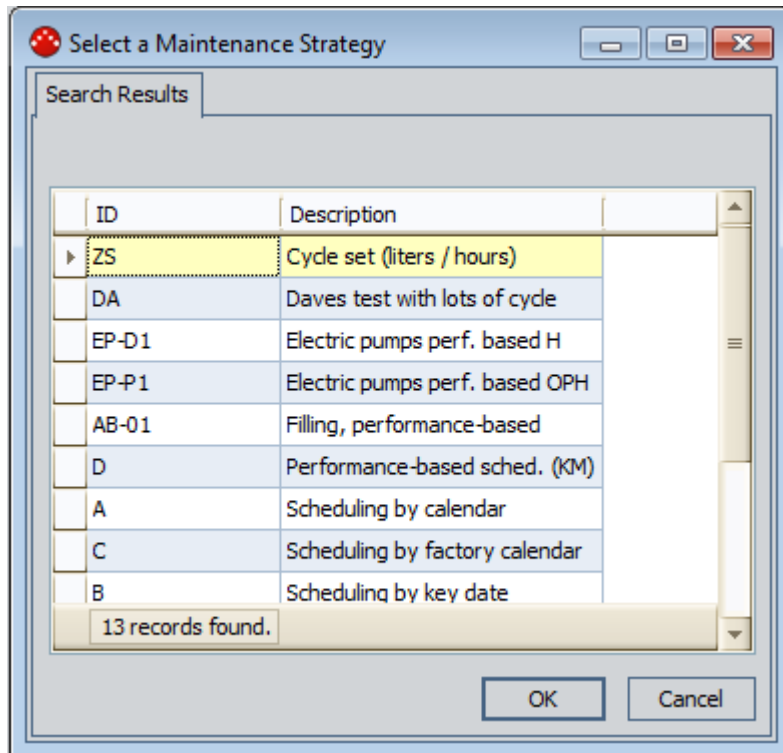 Select a Maintenance Strategy
Search Results
ID Description
ZS Cycle set (liters / hours)
DA Daves test with lots of cycle
EP-D1 Electric pumps perf. based H
EP-P1 Electric pumps perf. based OPH
AB-01 Filling, performance-based
D Performance-based sched. (KM)
A Scheduling by calendar
C Scheduling by factory calendar
B Scheduling by key date
13 records found.
OK Cancel